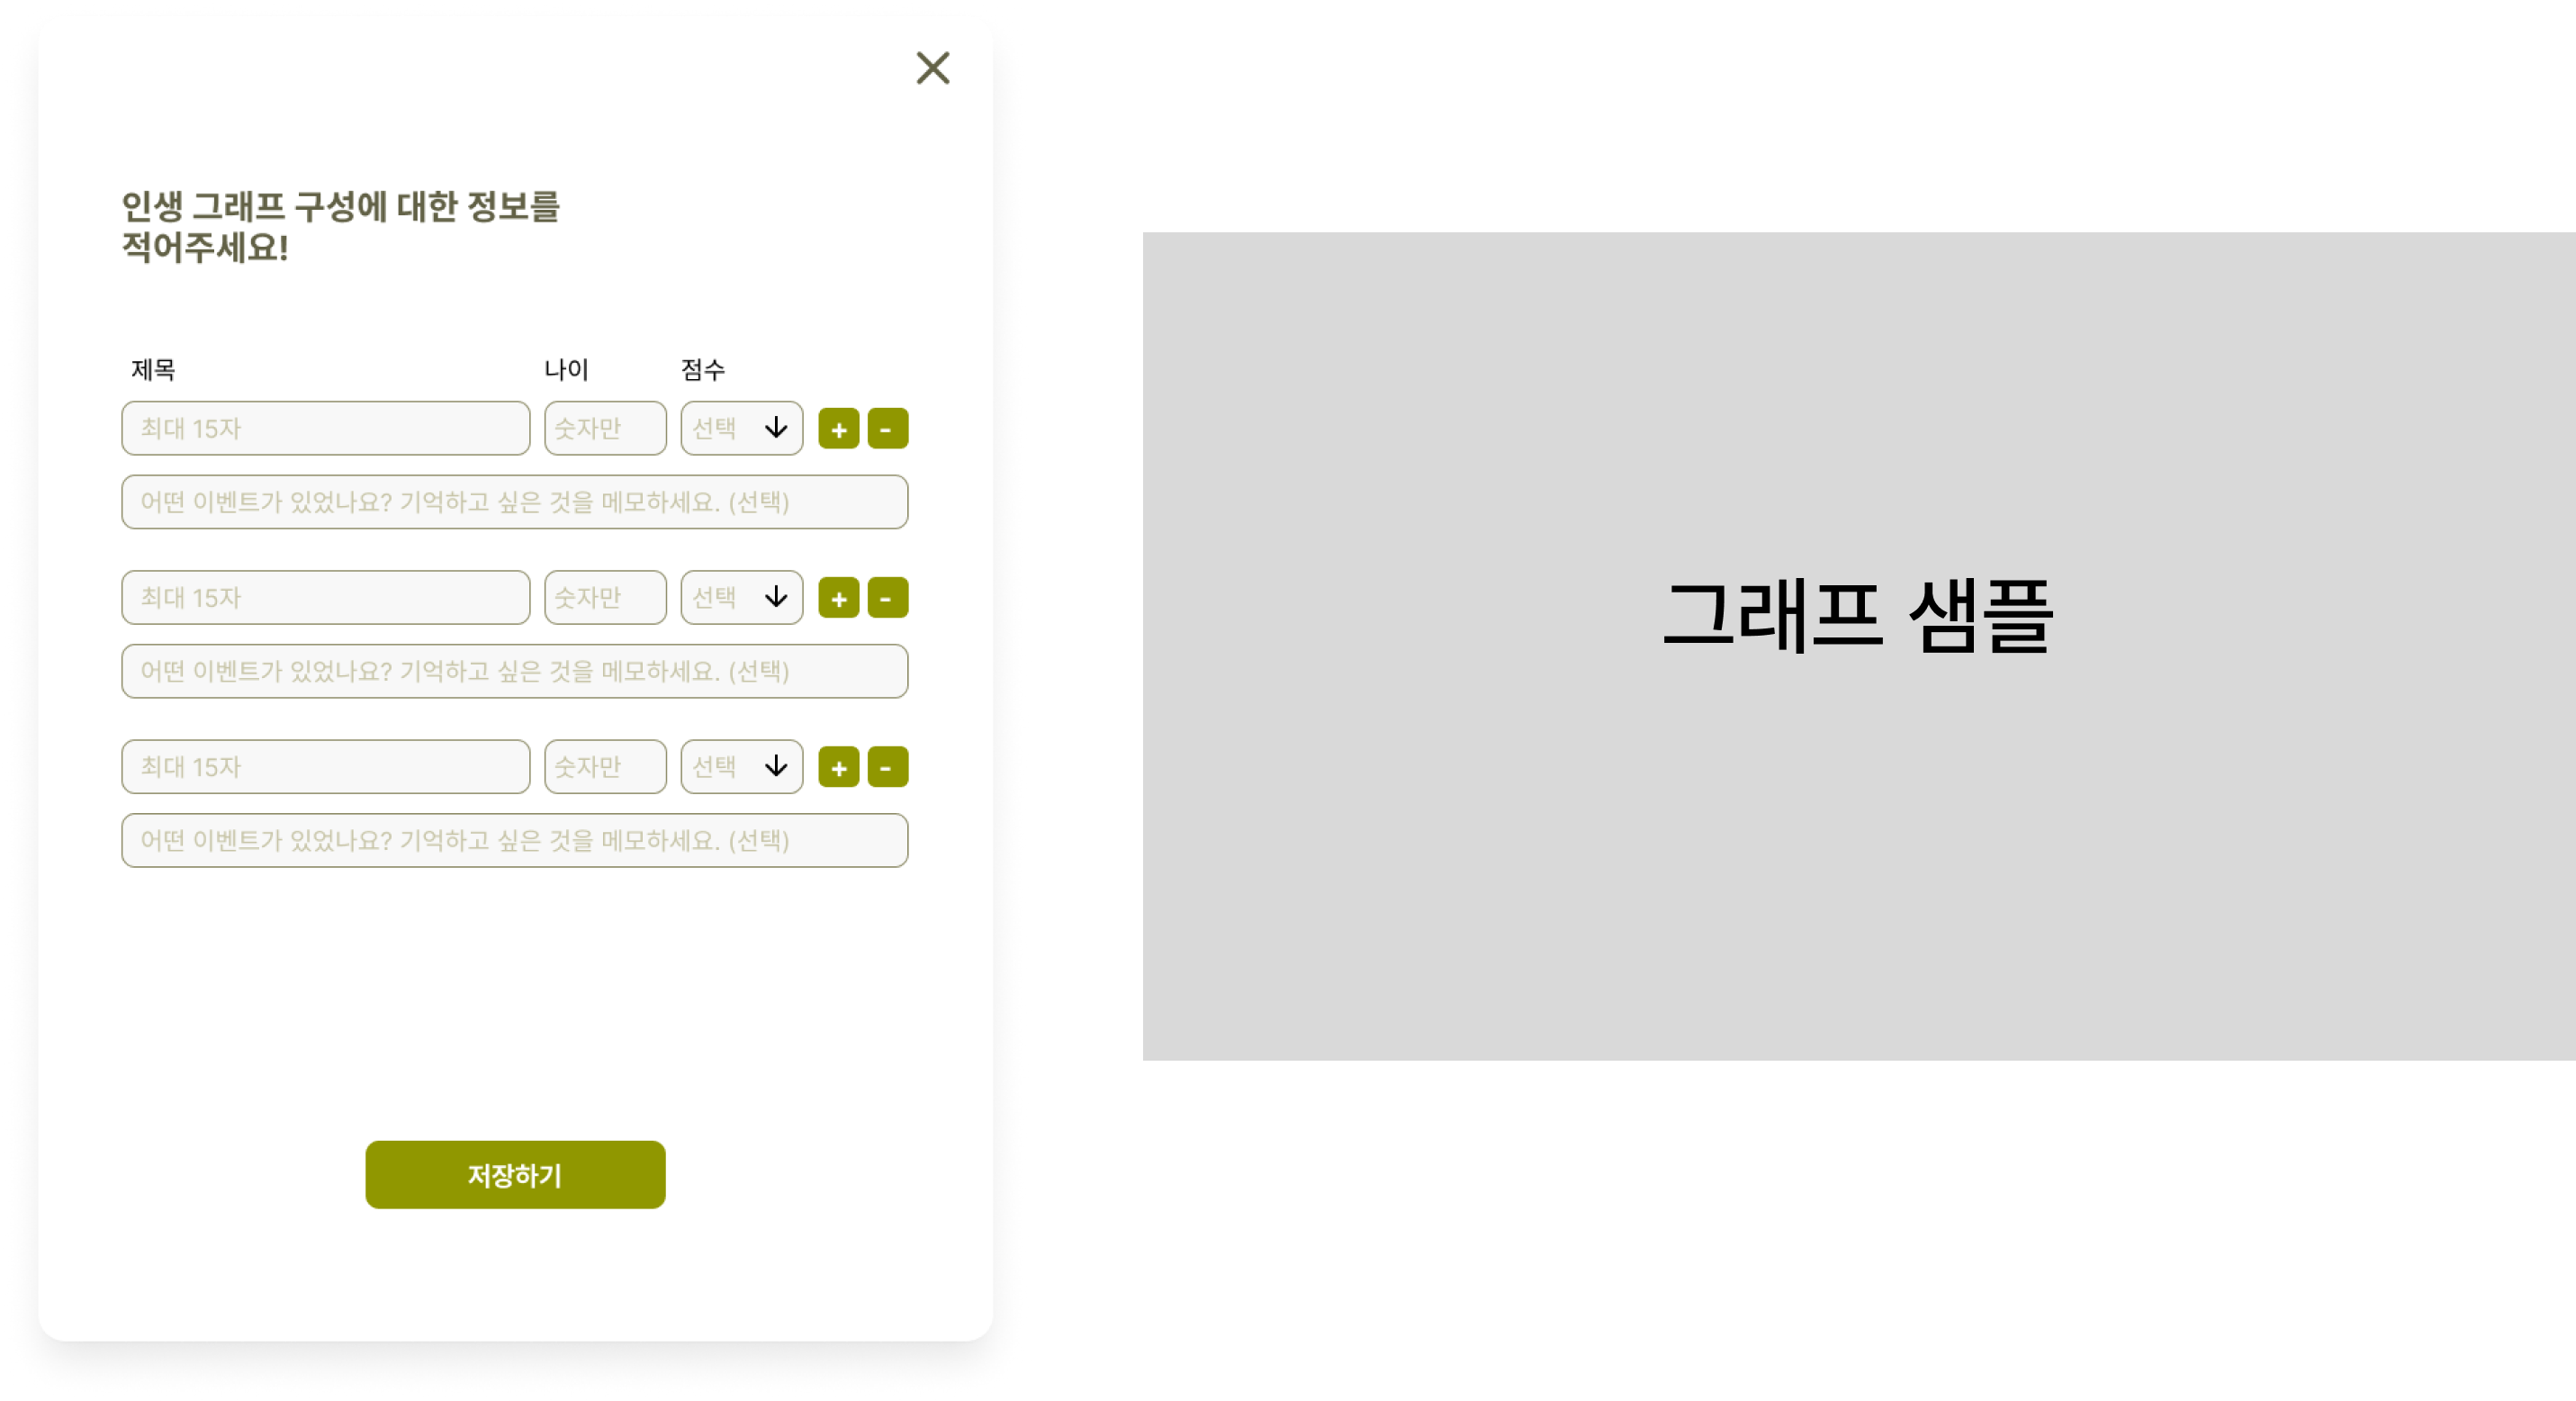 인생 그래프 구성에 대한 정보를
적어주세요!
제목 나이 점수
최대 15자 숫자만 선택 + -
어떤 이벤트가 있었나요? 기억하고 싶은 것을 메모하세요. (선택)
최대 15자 숫자만 선택 + -
어떤 이벤트가 있었나요? 기억하고 싶은 것을 메모하세요. (선택)
최대 15자 숫자만 선택 + -
어떤 이벤트가 있었나요? 기억하고 싶은 것을 메모하세요. (선택)
저장하기
그래프 샘플